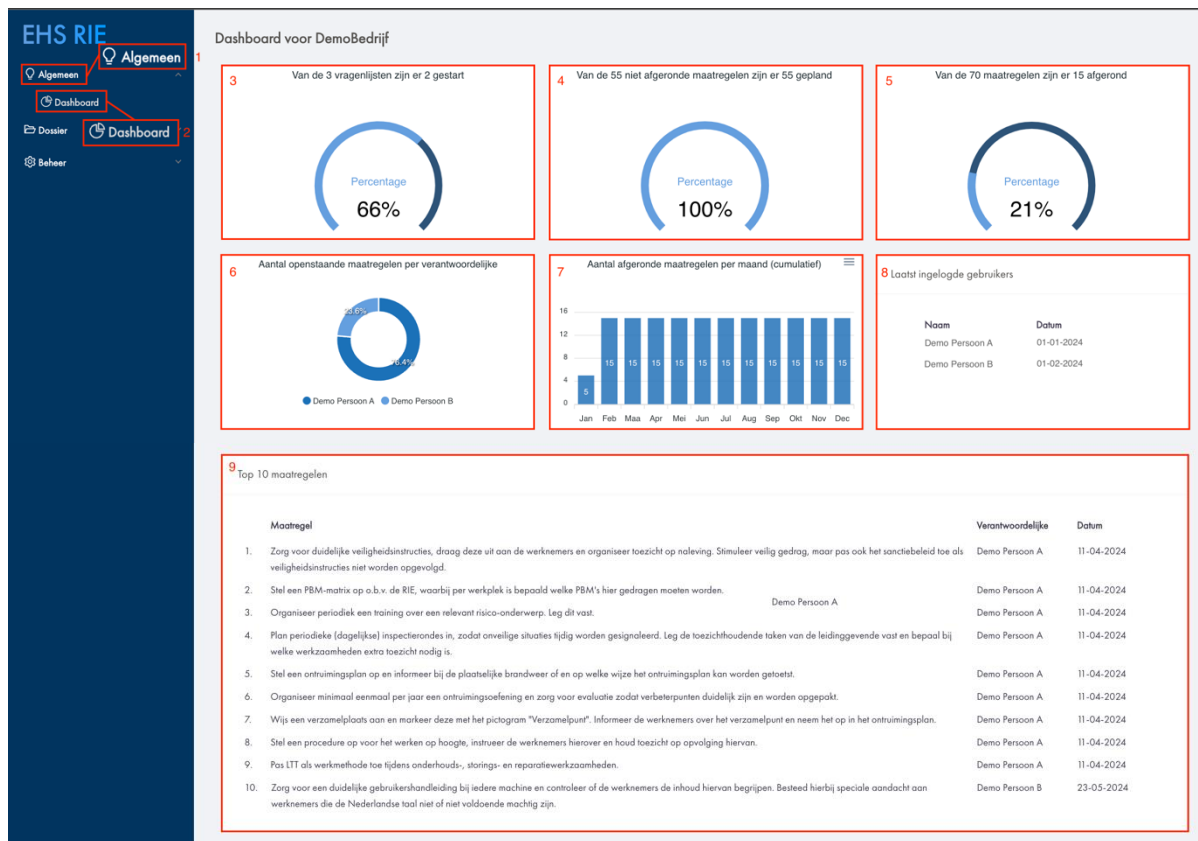 EHS RIE
Algemeen
1
Algemeen
Dashboard
Dossier
Dashboard
2
Beheer
Dashboard voor DemoBedrijf
3
Van de 3 vragenlijsten zijn er 2 gestart
Percentage
66%
4
Van de 55 niet afgeronde maatregelen zijn er 55 gepland
Percentage
100%
5
Van de 70 maatregelen zijn er 15 afgerond
Percentage
21%
6
Aantal openstaande maatregelen per verantwoordelijke
23.6%
76.4%
Demo Persoon A Demo Persoon B
7
Aantal afgeronde maatregelen per maand (cumulatief)
16
12
8
4
0
5 15 15 15 15 15 15 15 15 15 15 15
Jan Feb Maa Apr Mei Jun Jul Aug Sep Okt Nov Dec
8 Laatst ingelogde gebruikers
Naam Datum
Demo Persoon A 01-01-2024
Demo Persoon B 01-02-2024
9
Top 10 maatregelen
Maatregel Verantwoordelijke Datum
1. Zorg voor duidelijke veiligheidsinstructies, draag deze uit aan de werknemers en organiseer toezicht op naleving. Stimuleer veilig gedrag, maar pas ook het sanctiebeleid toe als Demo Persoon A 11-04-2024
veiligheidsinstructies niet worden opgevolgd.
2. Stel een PBM-matrix op o.b.v. de RIE, waarbij per werkplek is bepaald welke PBM's hier gedragen moeten worden. Demo Persoon A 11-04-2024
Demo Persoon A
3. Organiseer periodiek een training over een relevant risico-onderwerp. Leg dit vast. Demo Persoon A 11-04-2024
4. Plan periodieke (dagelijkse) inspectierondes in, zodat onveilige situaties tijdig worden gesignaleerd. Leg de toezichthoudende taken van de leidinggevende vast en bepaal bij Demo Persoon A 11-04-2024
welke werkzaamheden extra toezicht nodig is.
5. Stel een ontruimingsplan op en informeer bij de plaatselijke brandweer of en op welke wijze het ontruimingsplan kan worden getoetst. Demo Persoon A 11-04-2024
6. Organiseer minimaal eenmaal per jaar een ontruimingsoefening en zorg voor evaluatie zodat verbeterpunten duidelijk zijn en worden opgepakt. Demo Persoon A 11-04-2024
7. Wijs een verzamelplaats aan en markeer deze met het pictogram "Verzamelpunt". Informeer de werknemers over het verzamelpunt en neem het op in het ontruimingsplan. Demo Persoon A 11-04-2024
8. Stel een procedure op voor het werken op hoogte, instrueer de werknemers hierover en houd toezicht op opvolging hiervan. Demo Persoon A 11-04-2024
9. Pas LTT als werkmethode toe tijdens onderhouds-, storings- en reparatiewerkzaamheden. Demo Persoon A 11-04-2024
10. Zorg voor een duidelijke gebruikershandleiding bij iedere machine en controleer of de werknemers de inhoud hiervan begrijpen. Besteed hierbij speciale aandacht aan Demo Persoon B 23-05-2024
werknemers die de Nederlandse taal niet of niet voldoende machtig zijn.